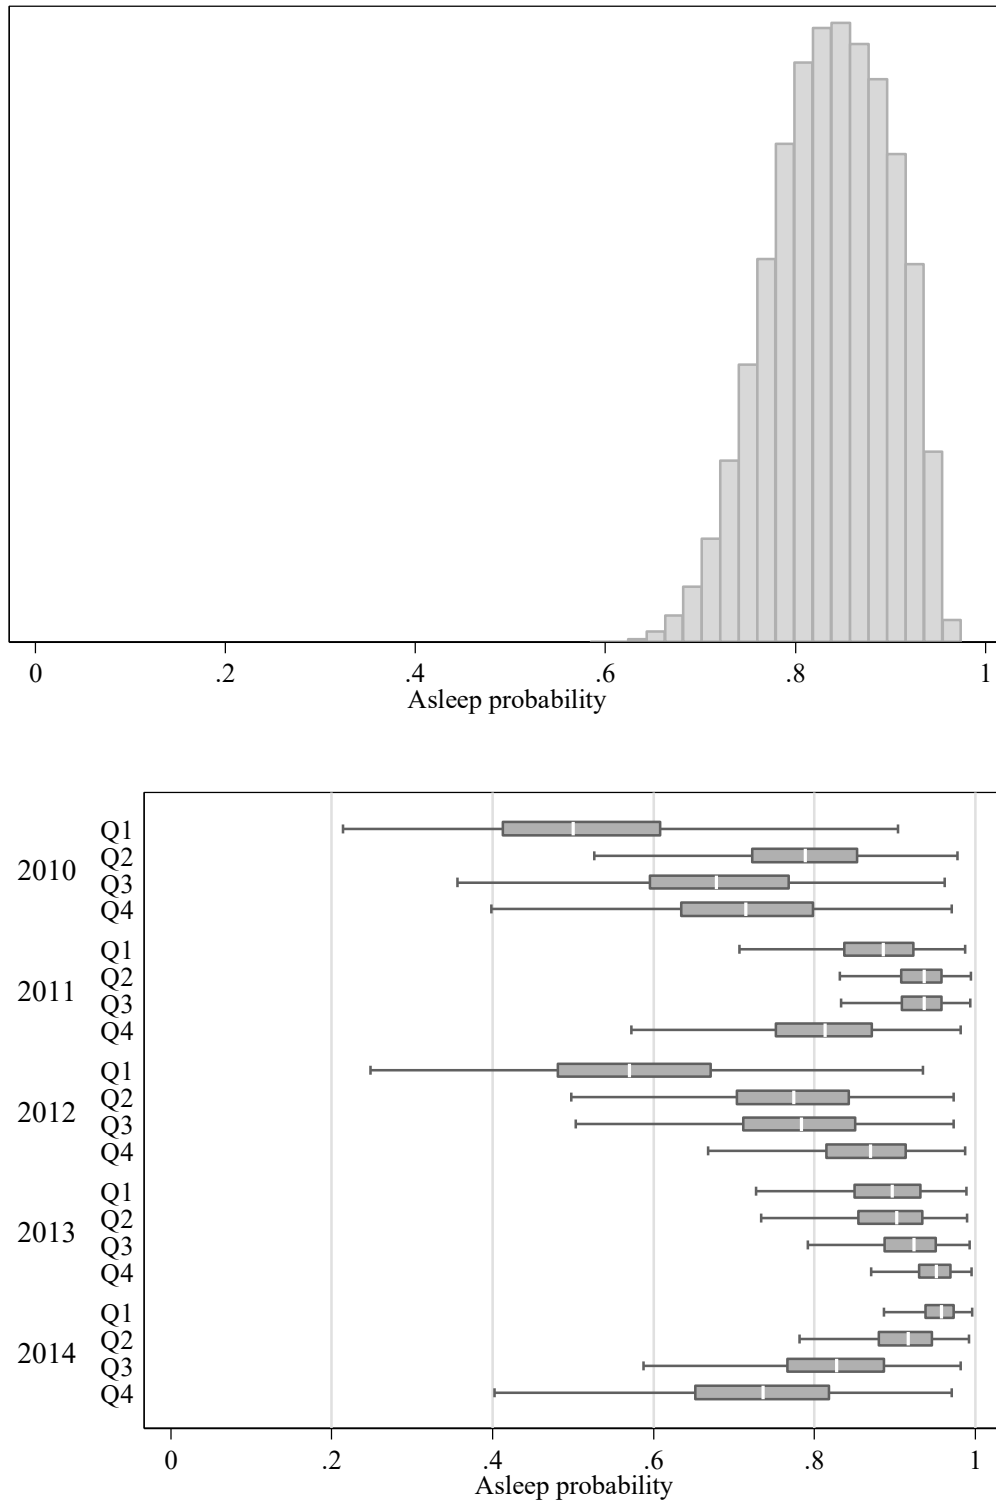 0 .2 .4 .6 .8 1
Asleep probability
2010 Q1
Q2
Q3
Q4
2011 Q1
Q2
Q3
Q4
2012 Q1
Q2
Q3
Q4
2013 Q1
Q2
Q3
Q4
2014 Q1
Q2
Q3
Q4
0 .2 .4 .6 .8 1
Asleep probability